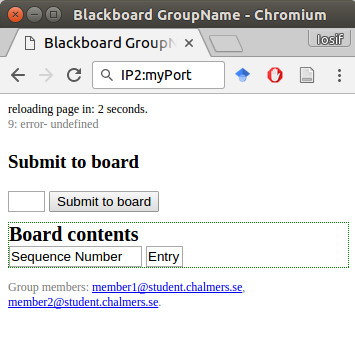 Blackboard GroupName - Chromium
Blackboard GroupN
Iosif
IP2:myPort
reloading page in: 2 seconds.
9: error- undefined
Submit to board
Submit to board
Board contents
Sequence Number Entry
Group members: member1@student.chalmers.se,
member2@student.chalmers.se.